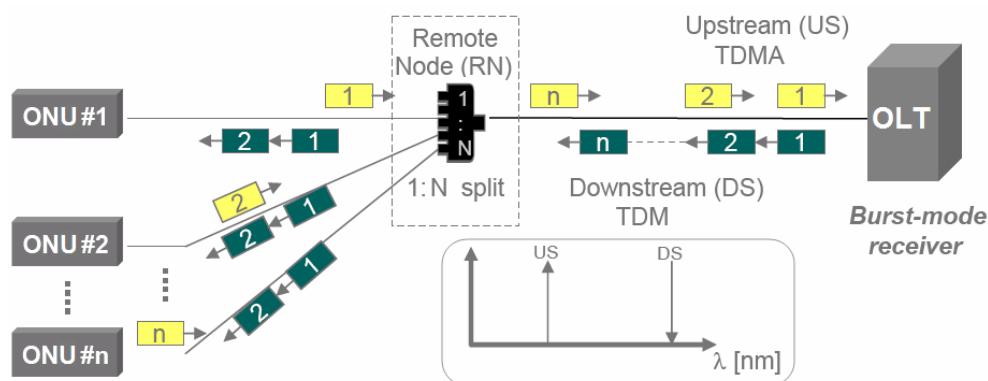 Remote
Node (RN)
Upstream (US)
TDMA
1
n
2
1
ONU #1
1
:
N
OLT
2
1
n
2
1
1:N split
Downstream (DS)
TDM
2
1
2
ONU #2
Burst-mode
receiver
1
2
US
DS
n
ONU #n
λ [nm]